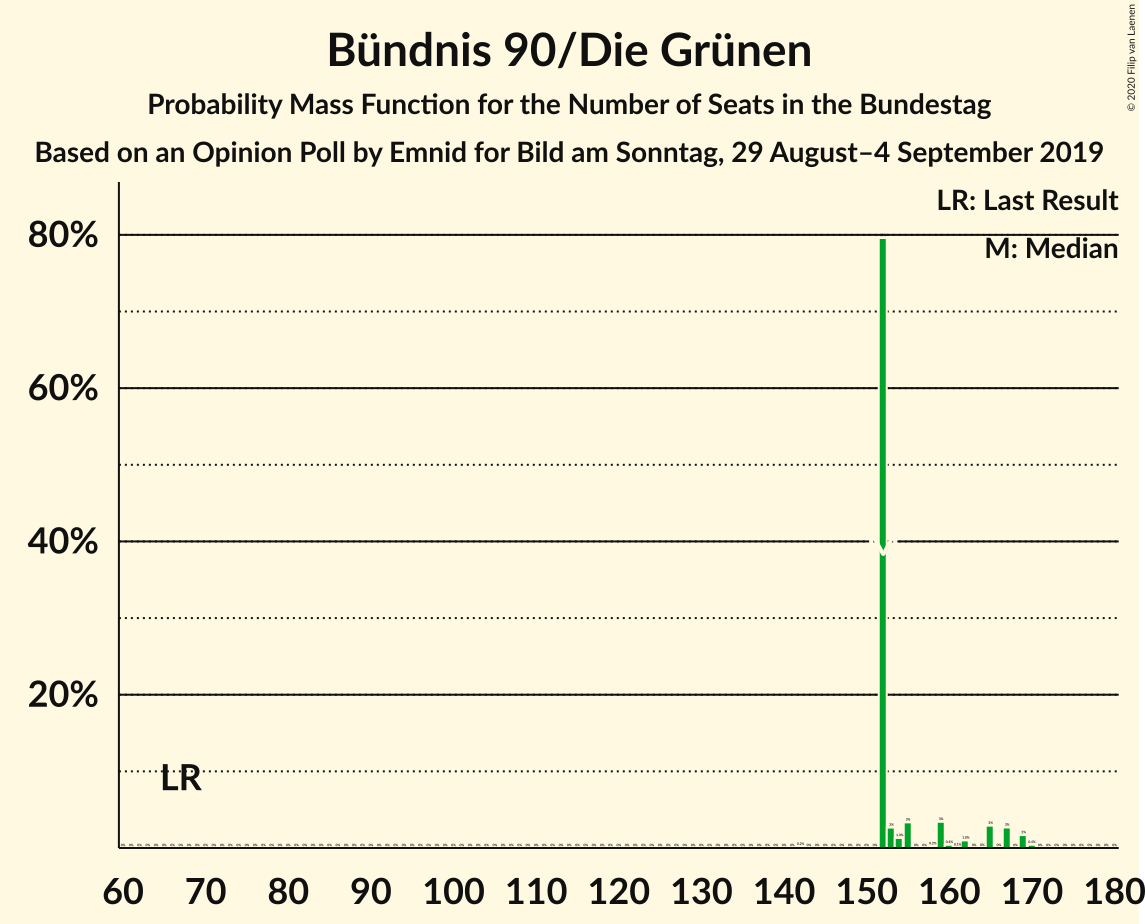 Bündnis 90/Die Grünen
Probability Mass Function for the Number of Seats in the Bundestag
Based on an Opinion Poll by Emnid for Bild am Sonntag, 29 August–4 September 2019
© 2020 Filip van Laenen
LR: Last Result
M: Median
80%
60%
40%
20%
LR
60 70 80 90 100 110 120 130 140 150 160 170 180